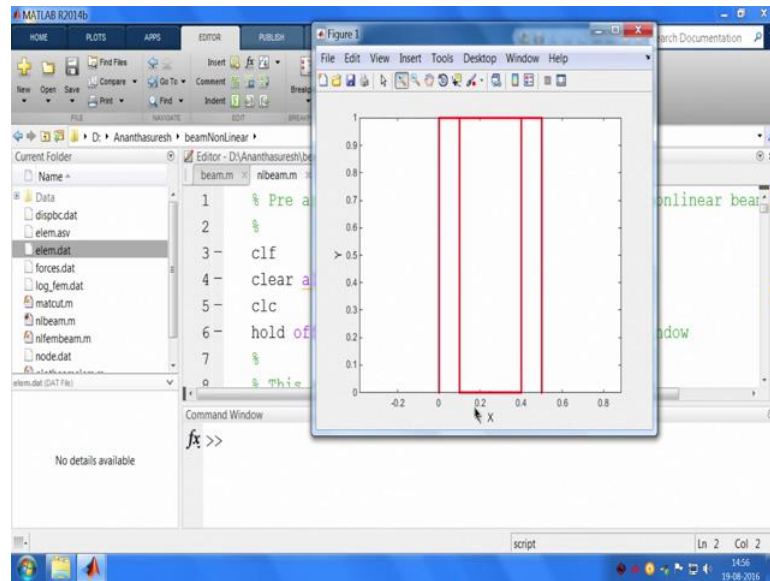 MATLAB R2014b
HOME PLOTS APPS EDITOR PUBLISH
Figure 1
File Edit View Insert Tools Desktop Window Help
New Open Save
Find Files
Compare
Print
Go To
Find
Insert fx
Comment
Indent
FILE NAVIGATE EDIT
D: Ananthasuresh beamNonLinear
Current Folder
Name
Data
dispbc.dat
elem.asv
elem.dat
forces.dat
log_fem.dat
matcut.m
nlbeam.m
nlfembeam.m
node.dat
elem.dat (DAT File)
No details available
beam.m nlbeam.m
1 % Pre a
2 %
3 - clf
4 - clear a
5 - clc
6 - hold off
7 %
8 % This
onlinear beam
ndow
1
0.9
0.8
0.7
0.6
Y 0.5
0.4
0.3
0.2
0.1
0
-0.2 0 0.2 0.4 0.6 0.8
X
Command Window
fx >>
script Ln 2 Col 2
14:56
19-08-2016